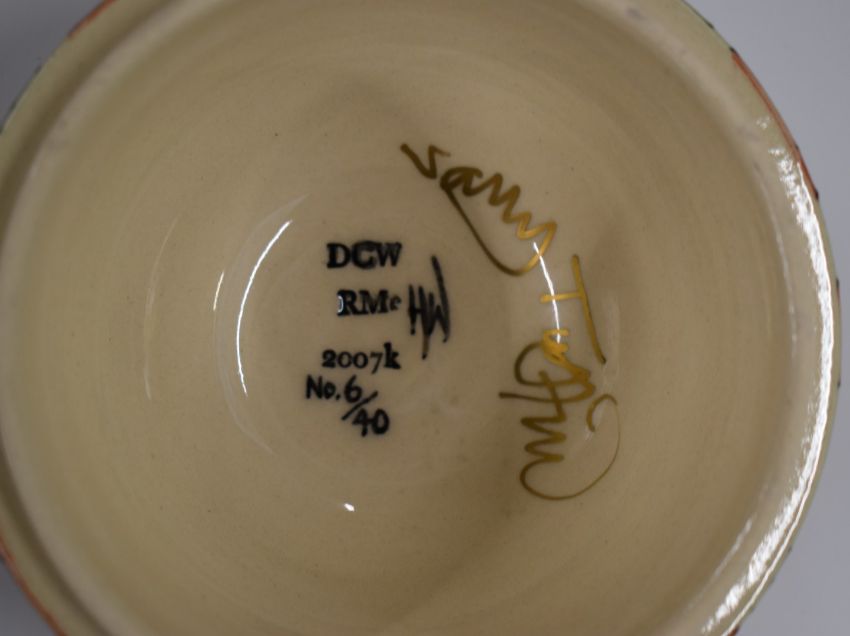 DCW
RMc HW
2007k
No. 6/40
Sally Tuffin